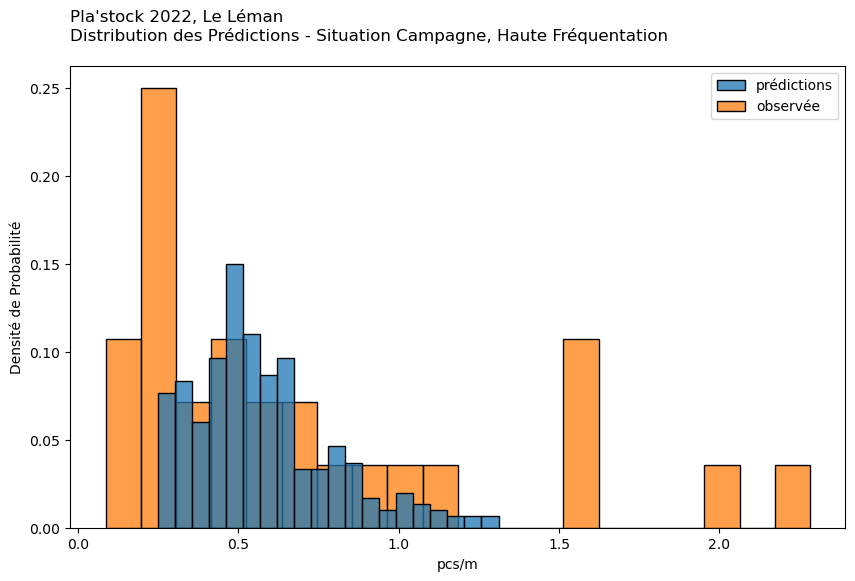 Pla'stock 2022, Le Léman
Distribution des Prédictions - Situation Campagne, Haute Fréquentation
prédictions
observée
Densité de Probabilité
0.25
0.20
0.15
0.10
0.05
0.00
0.0
0.5
1.0
1.5
2.0
pcs/m